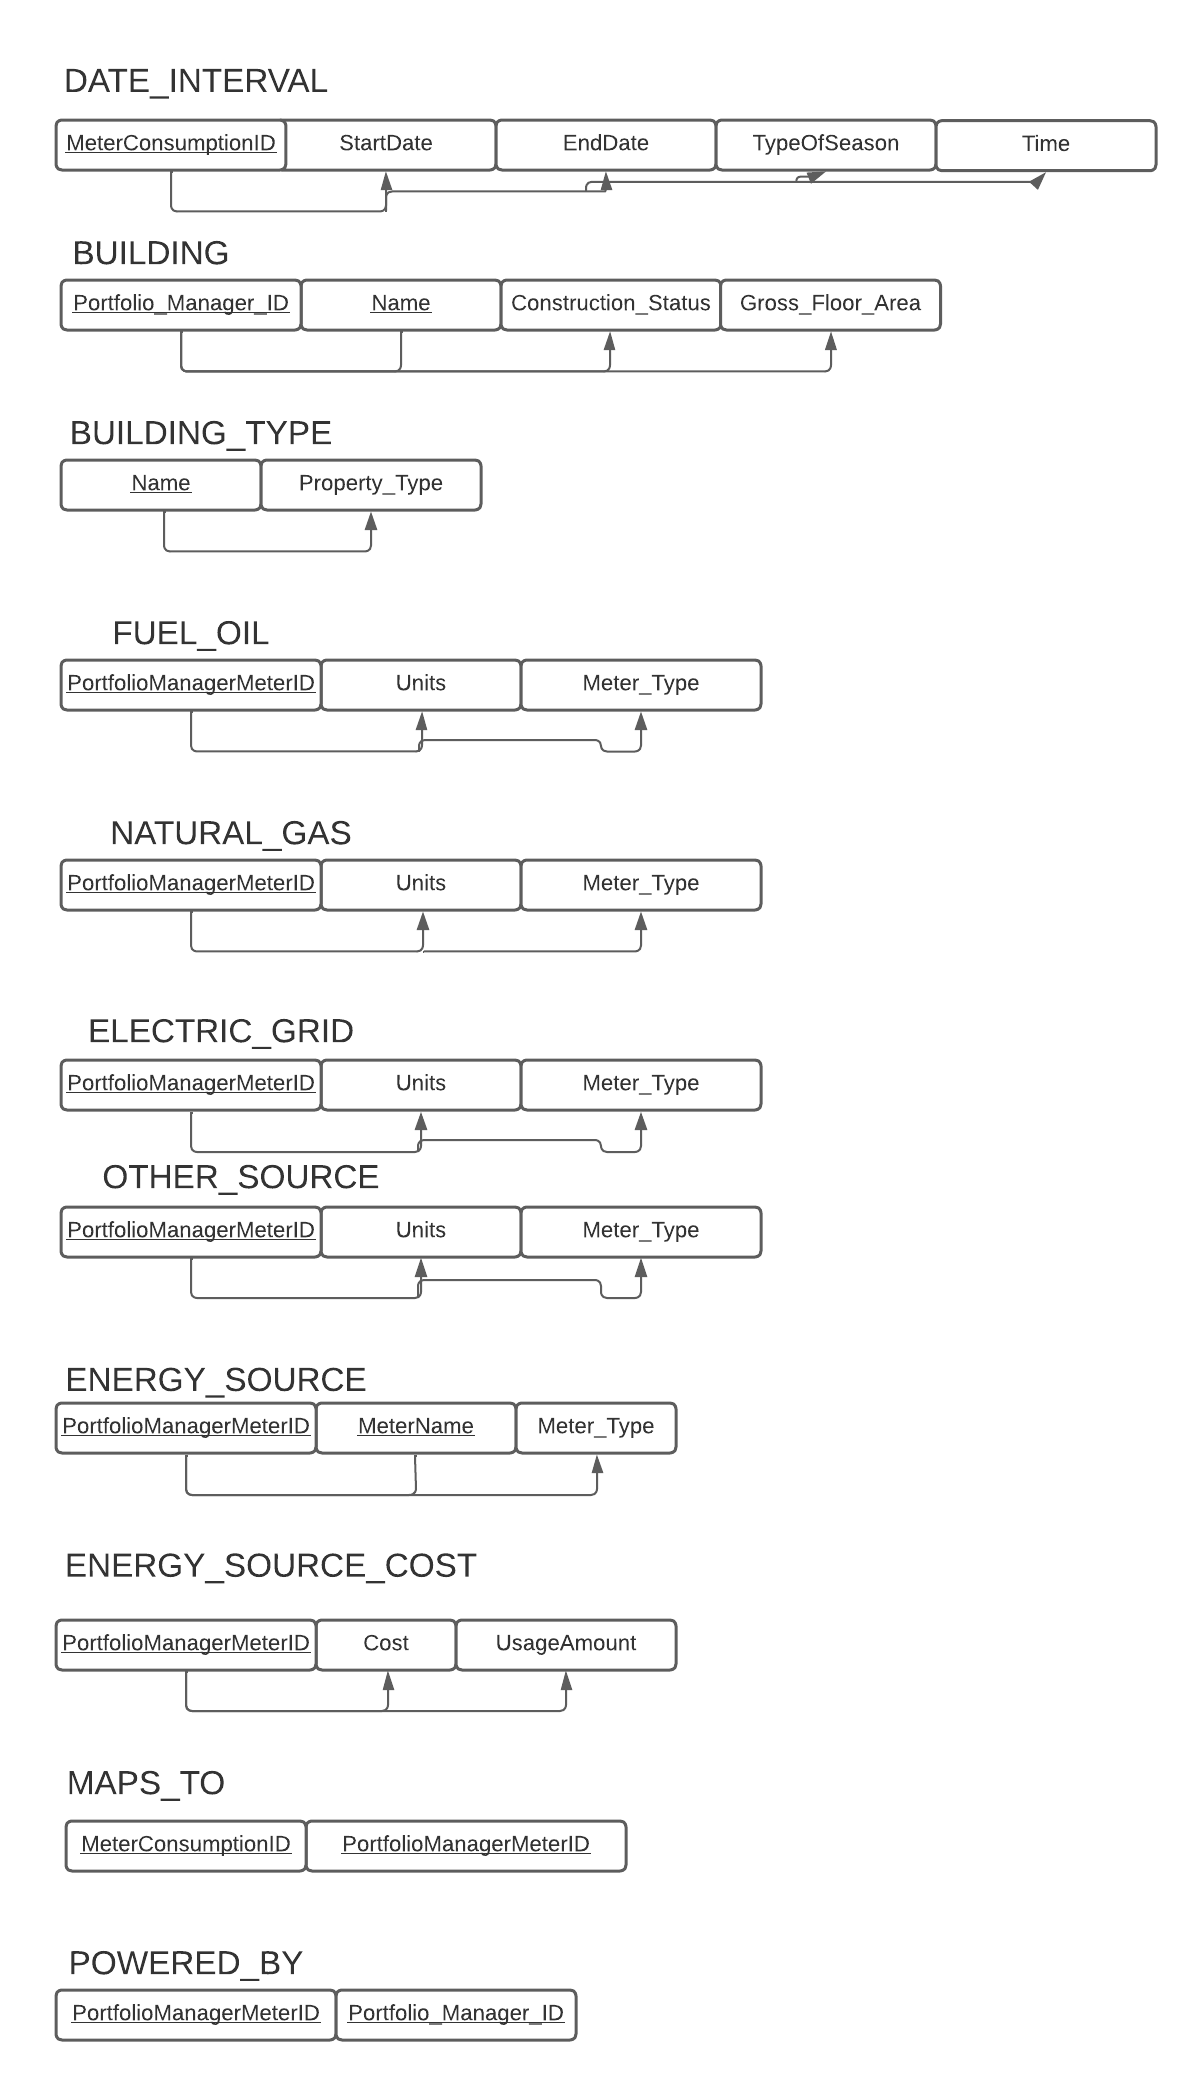 DATE_INTERVAL
MeterConsumptionID StartDate EndDate TypeOfSeason Time
BUILDING
Portfolio_Manager_ID Name Construction_Status Gross_Floor_Area
BUILDING_TYPE
Name Property_Type
FUEL_OIL
PortfolioManagerMeterID Units Meter_Type
NATURAL_GAS
PortfolioManagerMeterID Units Meter_Type
ELECTRIC_GRID
PortfolioManagerMeterID Units Meter_Type
OTHER_SOURCE
PortfolioManagerMeterID Units Meter_Type
ENERGY_SOURCE
PortfolioManagerMeterID MeterName Meter_Type
ENERGY_SOURCE_COST
PortfolioManagerMeterID Cost UsageAmount
MAPS_TO
MeterConsumptionID PortfolioManagerMeterID
POWERED_BY
PortfolioManagerMeterID Portfolio_Manager_ID